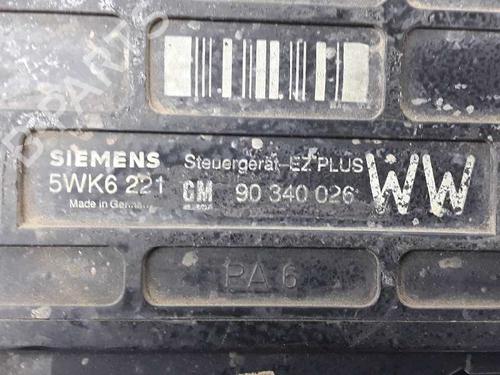 SIEMENS
Steuergerät-EZ PLUS
WW
5WK6 221
GM
90 340 026
Made in Germany
PA 6